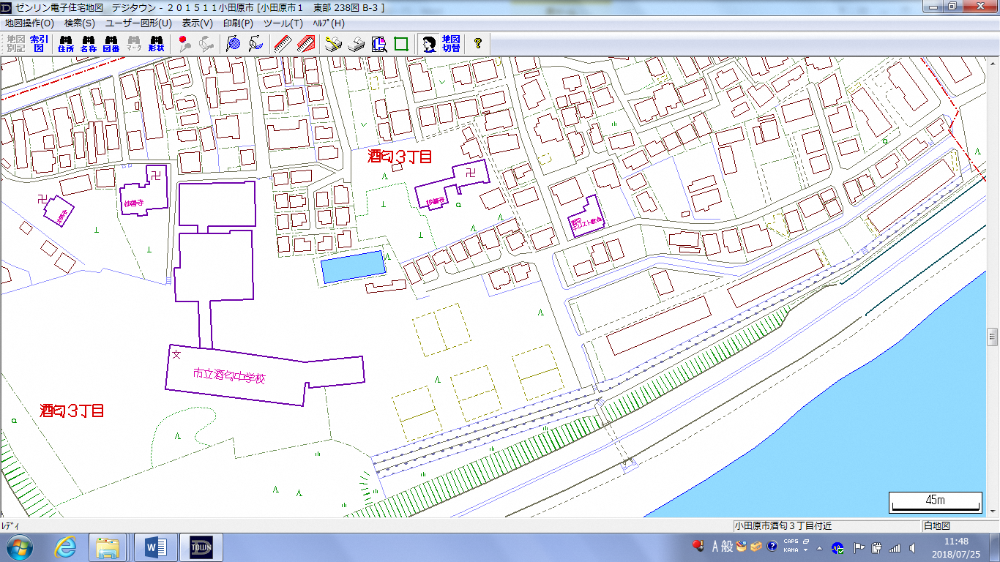 ゼンリン電子住宅地図　デジタウン - ２０１５１１小田原市 [小田原市１　東部 238図 B-3 ]
地図操作(O) 検索(S) ユーザー図形(U) 表示(V) 印刷(P) ツール(T) ﾍﾙﾌﾟ(H)
地図別記 索引図 住所 名称 図番 マーク 形状 地図切替
酒匂３丁目
卍
卍
卍
妙善寺
文
市立酒匂中学校
酒匂３丁目
45m
ﾚﾃﾞｨ
小田原市酒匂３丁目付近
白地図
TOWN
A 般
CAPS
KANA
11:48
2018/07/25